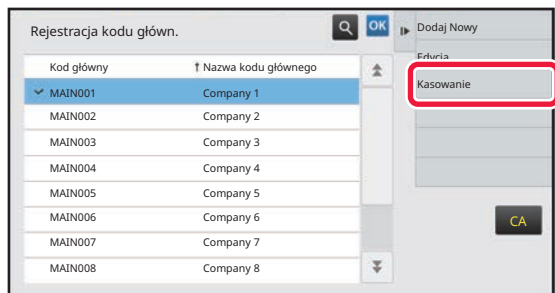 Rejestracja kodu główn.
OK
Dodaj Nowy
Edycja
Kasowanie
Kod główny ↑ Nazwa kodu głównego
MAIN001 Company 1
MAIN002 Company 2
MAIN003 Company 3
MAIN004 Company 4
MAIN005 Company 5
MAIN006 Company 6
MAIN007 Company 7
MAIN008 Company 8
CA